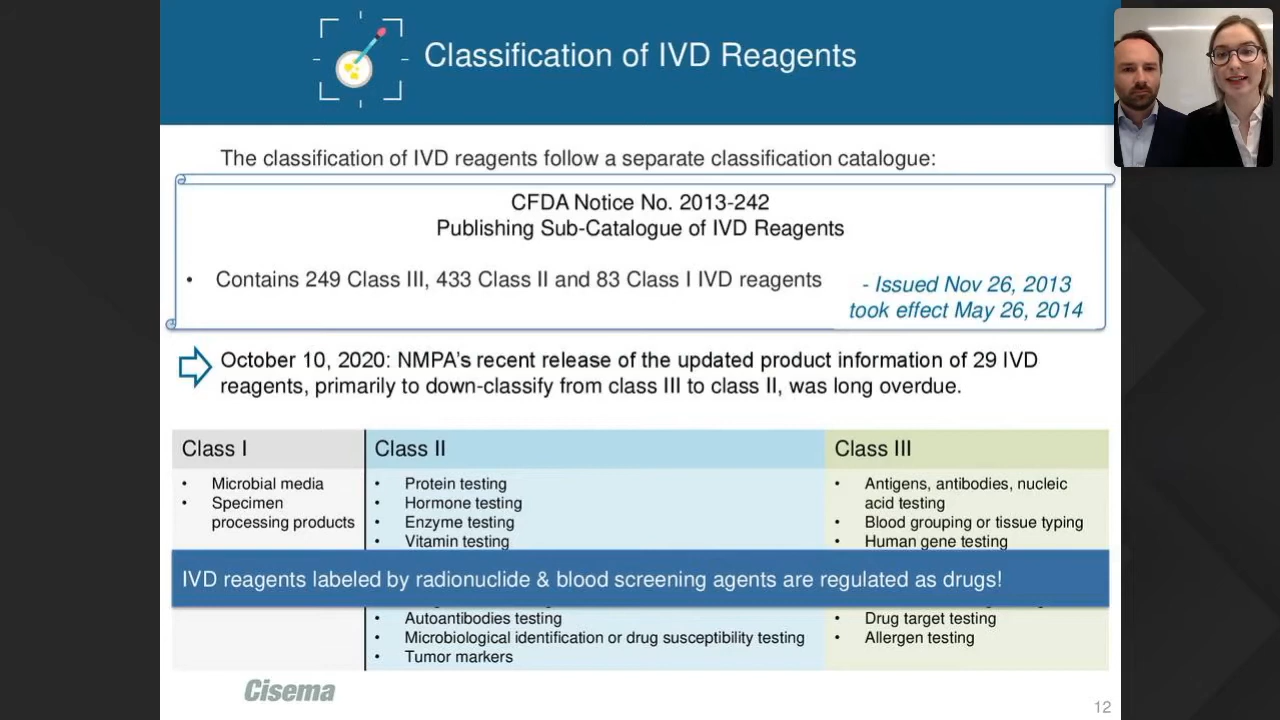 Classification of IVD Reagents
The classification of IVD reagents follow a separate classification catalogue:
CFDA Notice No. 2013-242
Publishing Sub-Catalogue of IVD Reagents
• Contains 249 Class III, 433 Class II and 83 Class I IVD reagents
- Issued Nov 26, 2013
took effect May 26, 2014
October 10, 2020: NMPA's recent release of the updated product information of 29 IVD
reagents, primarily to down-classify from class III to class II, was long overdue.
Class I
• Microbial media
• Specimen
processing products
Class II
• Protein testing
• Hormone testing
• Enzyme testing
• Vitamin testing
Class III
• Antigens, antibodies, nucleic
acid testing
• Blood grouping or tissue typing
• Human gene testing
IVD reagents labeled by radionuclide & blood screening agents are regulated as drugs!
• Autoantibodies testing
• Microbiological identification or drug susceptibility testing
• Tumor markers
• Drug target testing
• Allergen testing
Cisema
12